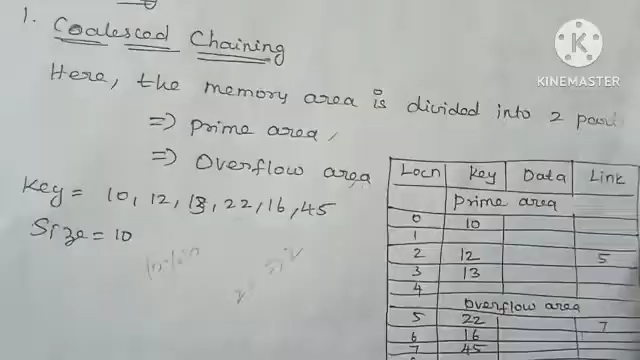 1. Coalesced Chaining
KINEMASTER
Here, the memory area is divided into 2
=> Prime area,
=> Overflow area
Key = 10, 12, 13, 22, 16, 45
Size = 10
Locn Key Data Link
Prime area
0 10
1
2 12 5
3 13
4
Overflow area
5 22 7
6 16
7 45